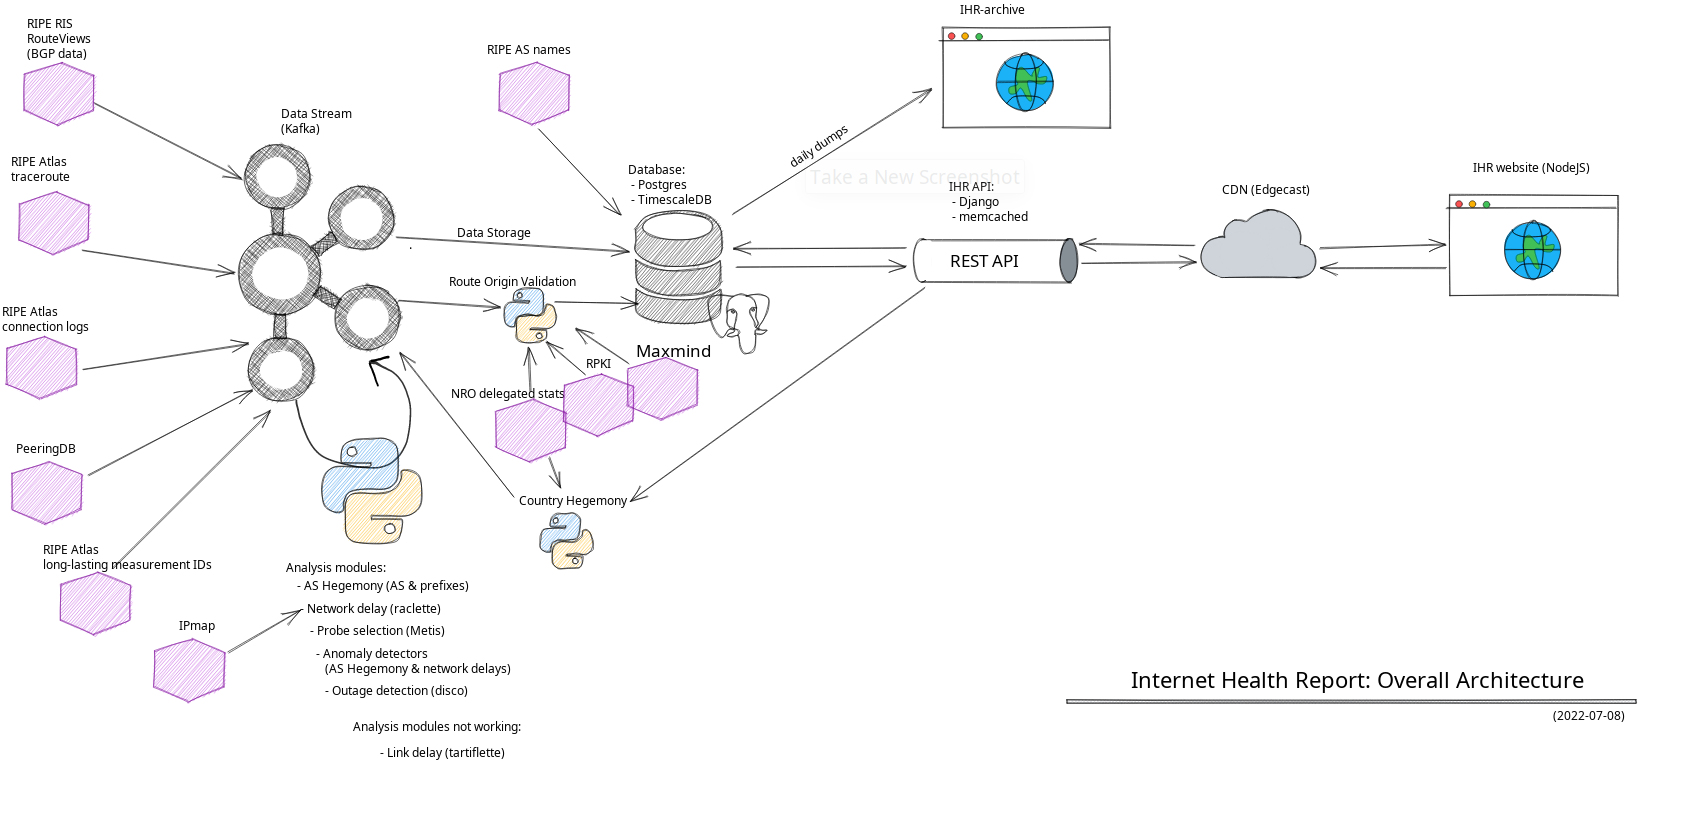 IHR-archive
RIPE RIS
RouteViews
(BGP data)
RIPE AS names
Data Stream
(Kafka)
daily dumps
RIPE Atlas
traceroute
Database:
- Postgres
- TimescaleDB
Take a New Screenshot
IHR API:
- Django
- memcached
CDN (Edgecast)
IHR website (NodeJS)
Data Storage
REST API
Route Origin Validation
RIPE Atlas
connection logs
Maxmind
RPKI
NRO delegated stats
PeeringDB
Country Hegemony
RIPE Atlas
long-lasting measurement IDs
Analysis modules:
- AS Hegemony (AS & prefixes)
- Network delay (raclette)
- Probe selection (Metis)
- Anomaly detectors
(AS Hegemony & network delays)
- Outage detection (disco)
IPmap
Analysis modules not working:
- Link delay (tartiflette)
Internet Health Report: Overall Architecture
(2022-07-08)